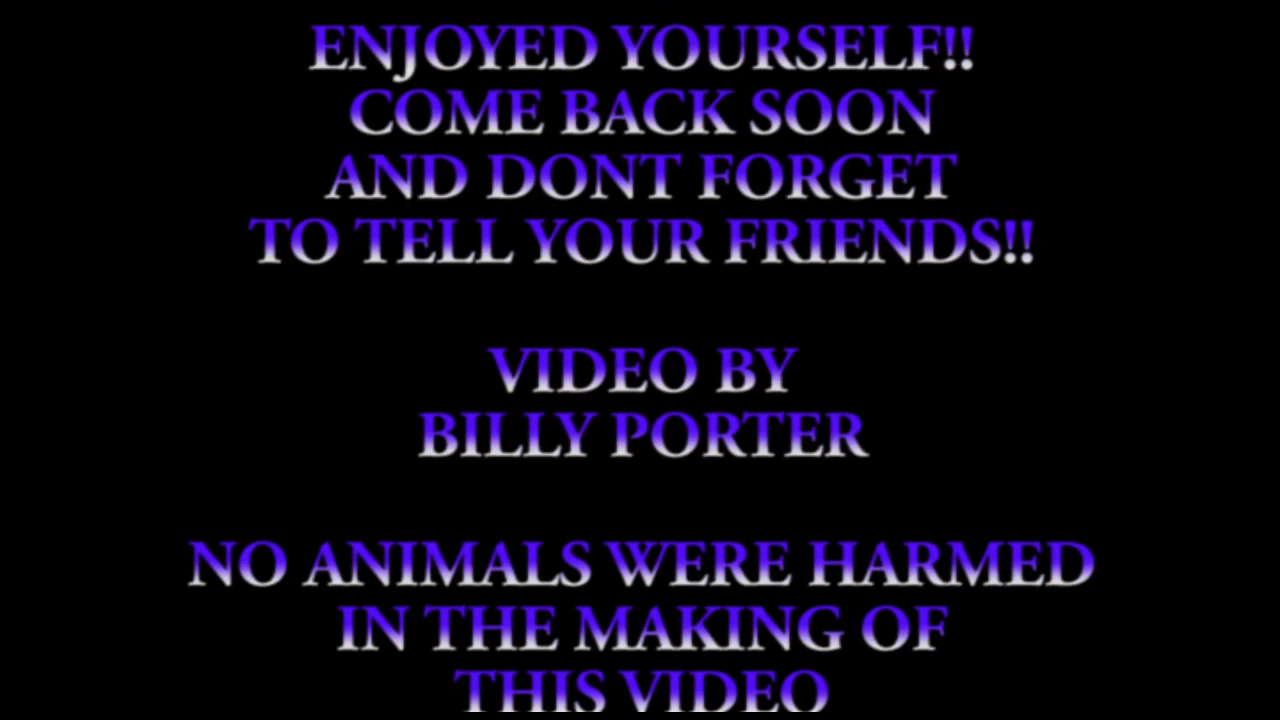 ENJOYED YOURSELF!!
COME BACK SOON
AND DONT FORGET
TO TELL YOUR FRIENDS!!
VIDEO BY
BILLY PORTER
NO ANIMALS WERE HARMED
IN THE MAKING OF
THIS VIDEO